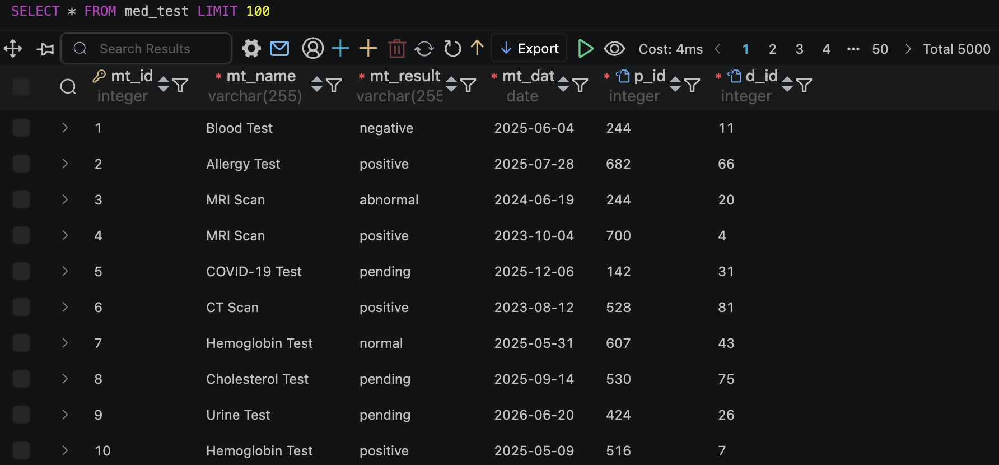 SELECT * FROM med_test LIMIT 100
Search Results Export Cost: 4ms 1 2 3 4 ••• 50 Total 5000
mt_id * mt_name * mt_result * mt_dat * p_id * d_id
integer varchar(255) varchar(255 date integer integer
1 Blood Test negative 2025-06-04 244 11
2 Allergy Test positive 2025-07-28 682 66
3 MRI Scan abnormal 2024-06-19 244 20
4 MRI Scan positive 2023-10-04 700 4
5 COVID-19 Test pending 2025-12-06 142 31
6 CT Scan positive 2023-08-12 528 81
7 Hemoglobin Test normal 2025-05-31 607 43
8 Cholesterol Test pending 2025-09-14 530 75
9 Urine Test pending 2026-06-20 424 26
10 Hemoglobin Test positive 2025-05-09 516 7